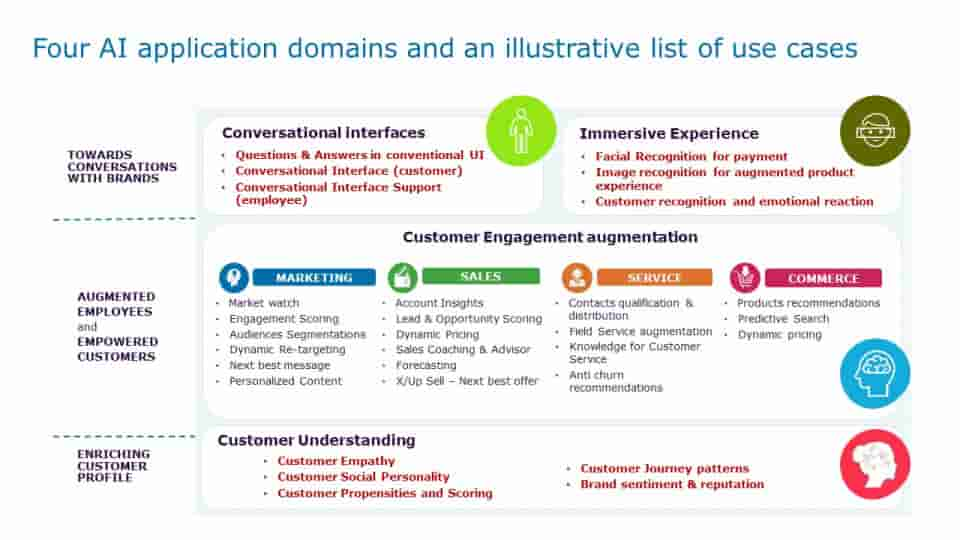 Four AI application domains and an illustrative list of use cases
TOWARDS
CONVERSATIONS
WITH BRANDS
Conversational interfaces
• Questions & Answers in conventional UI
• Conversational Interface (customer)
• Conversational Interface Support
(employee)
Immersive Experience
• Facial Recognition for payment
• Image recognition for augmented product
experience
• Customer recognition and emotional reaction
AUGMENTED
EMPLOYEES
and
EMPOWERED
CUSTOMERS
Customer Engagement augmentation
MARKETING
• Market watch
• Engagement Scoring
• Audiences Segmentations
• Dynamic Re-targeting
• Next best message
• Personalized Content
SALES
• Account Insights
• Lead & Opportunity Scoring
• Dynamic Pricing
• Sales Coaching & Advisor
• Forecasting
• X/Up Sell – Next best offer
SERVICE
• Contacts qualification &
distribution
• Field Service augmentation
• Knowledge for Customer
Service
• Anti churn
recommendations
COMMERCE
• Products recommendations
• Predictive Search
• Dynamic pricing
ENRICHING
CUSTOMER
PROFILE
Customer Understanding
• Customer Empathy
• Customer Social Personality
• Customer Propensities and Scoring
• Customer Journey patterns
• Brand sentiment & reputation